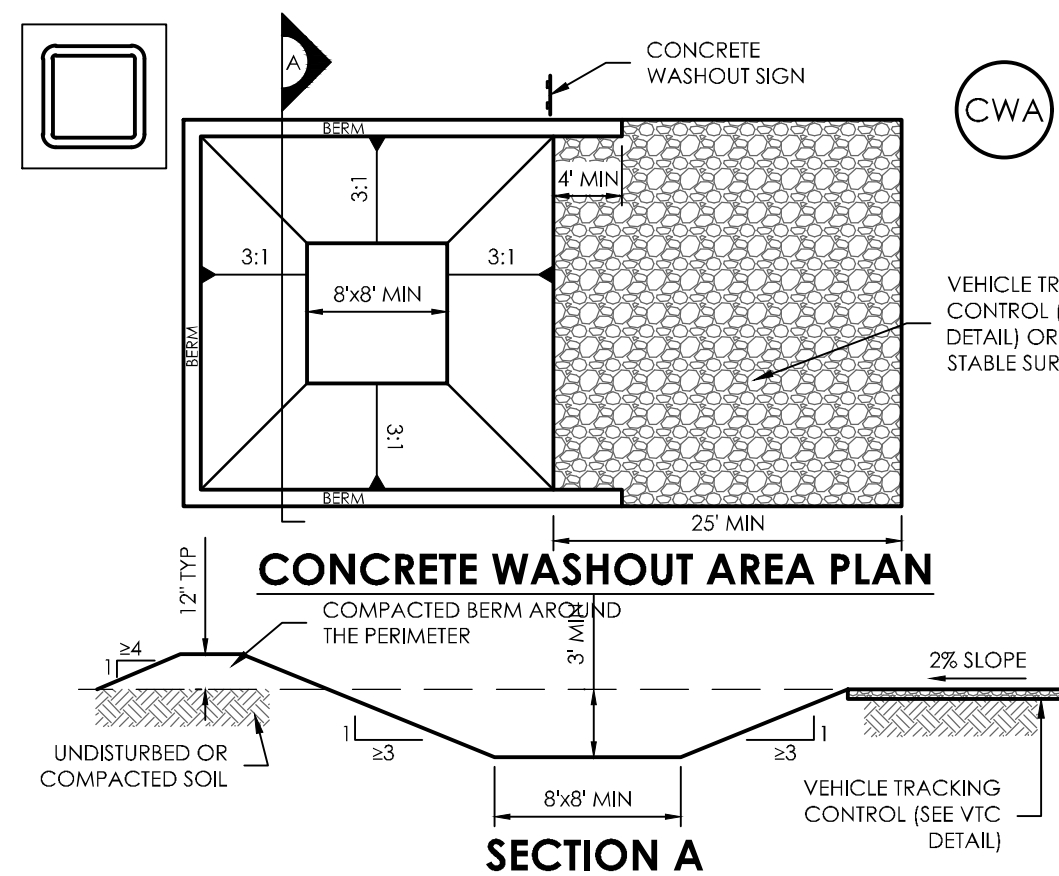 A
CONCRETE
WASHOUT SIGN
CWA
BERM
3:1
4' MIN
3:1
3:1
8'x8' MIN
BERM
3:1
BERM
VEHICLE TR
CONTROL (
DETAIL) OR
STABLE SUR
25' MIN
CONCRETE WASHOUT AREA PLAN
12" TYP
COMPACTED BERM AROUND
THE PERIMETER
3' MIN
1
≥4
2% SLOPE
1
≥3
1
≥3
UNDISTURBED OR
COMPACTED SOIL
8'x8' MIN
VEHICLE TRACKING
CONTROL (SEE VTC
DETAIL)
SECTION A